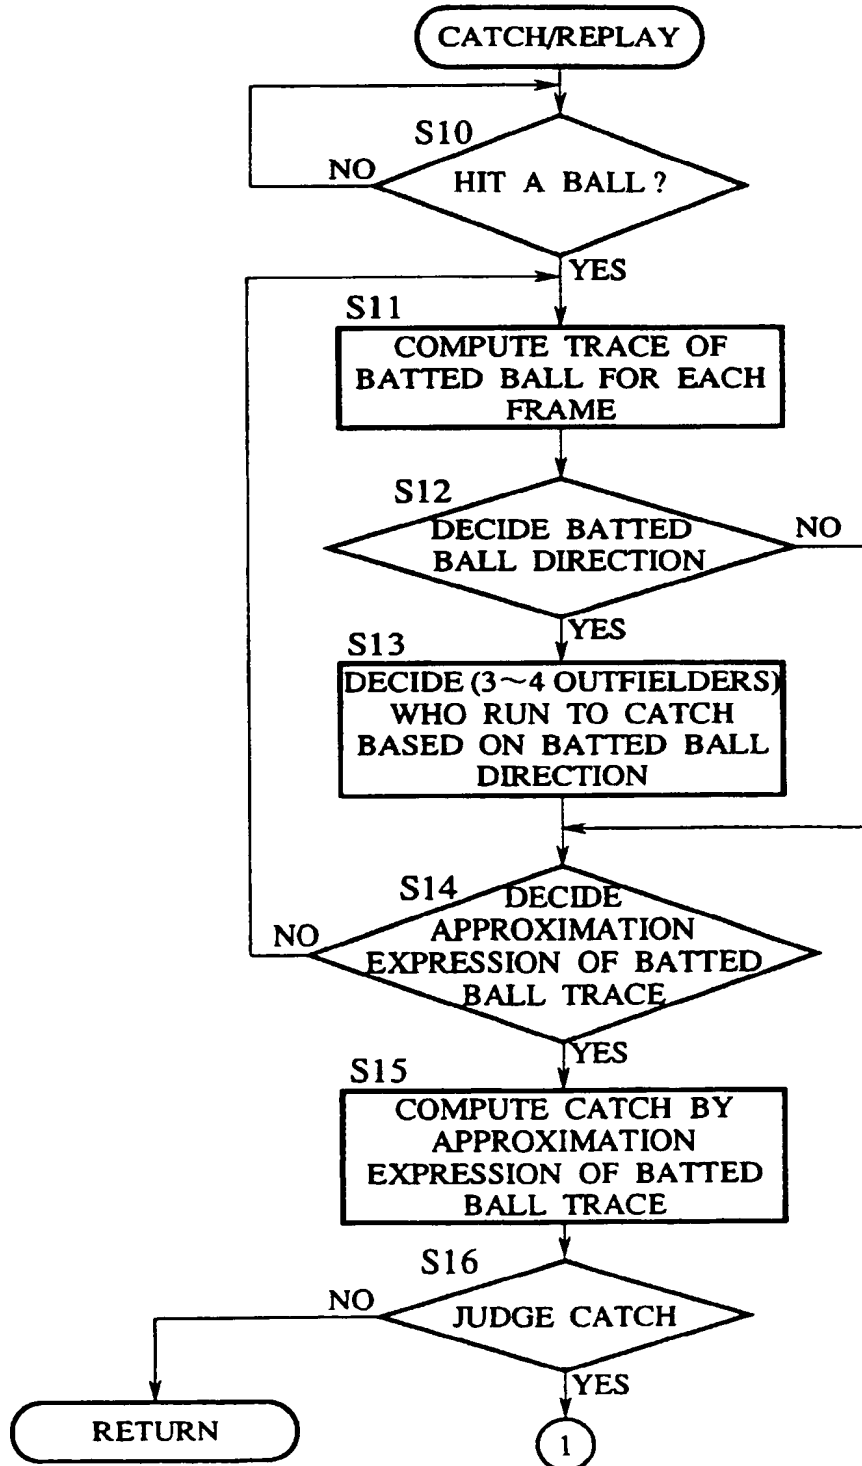 CATCH/REPLAY
S10
NO
HIT A BALL?
YES
S11
COMPUTE TRACE OF
BATTED BALL FOR EACH
FRAME
S12
DECIDE BATTED
BALL DIRECTION
NO
YES
S13
DECIDE (3~4 OUTFIELDERS)
WHO RUN TO CATCH
BASED ON BATTED BALL
DIRECTION
S14
DECIDE
APPROXIMATION
EXPRESSION OF BATTED
BALL TRACE
NO
YES
S15
COMPUTE CATCH BY
APPROXIMATION
EXPRESSION OF BATTED
BALL TRACE
S16
NO
JUDGE CATCH
YES
RETURN
1